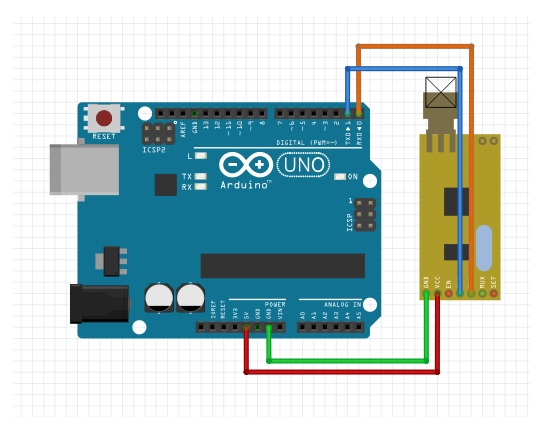 RESET
ICSP2
AREF
GND
13
12
~11
~10
~9
8
7
~6
~5
4
~3
2
TXD▶1
RXD◀0
DIGITAL (PWM=~)
L
TX
RX
UNO
Arduino™
ON
1
ICSP
POWER
ANALOG IN
IOREF
RESET
3V3
5V
GND
GND
VIN
A0
A1
A2
A3
A4
A5
GND
VCC
EN
MUX
SET